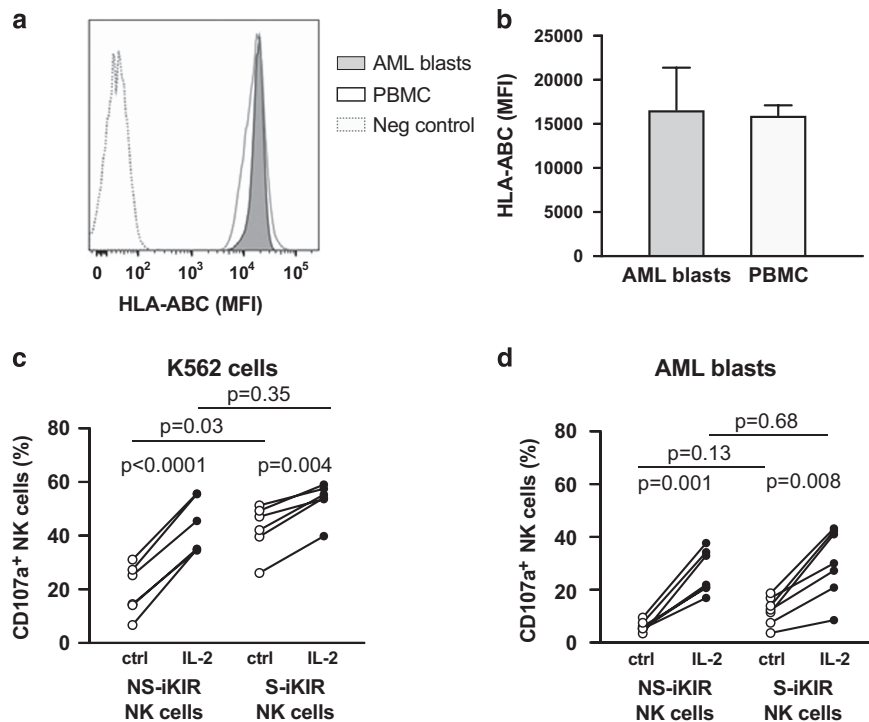 a
AML blasts
PBMC
Neg control
0 10² 10³ 10⁴ 10⁵
HLA-ABC (MFI)
b
HLA-ABC (MFI)
25000
20000
15000
10000
5000
0
AML blasts PBMC
c
K562 cells
p=0.35
p=0.03
p<0.0001 p=0.004
CD107a⁺ NK cells (%)
80
60
40
20
0
ctrl IL-2 ctrl IL-2
NS-iKIR S-iKIR
NK cells NK cells
d
AML blasts
p=0.68
p=0.13
p=0.001 p=0.008
CD107a⁺ NK cells (%)
80
60
40
20
0
ctrl IL-2 ctrl IL-2
NS-iKIR S-iKIR
NK cells NK cells